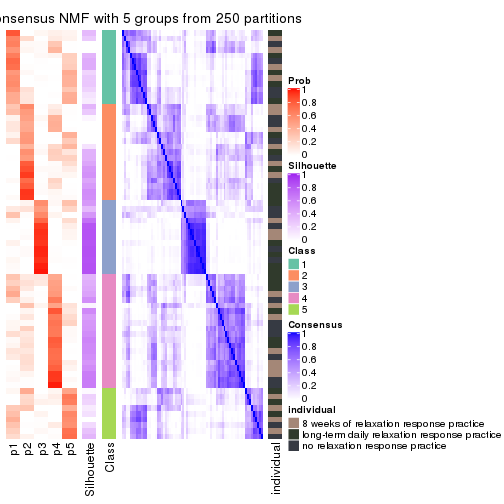 onsensus NMF with 5 groups from 250 partitions
Prob
1
0.8
0.6
0.4
0.2
0
Silhouette
1
0.8
0.6
0.4
0.2
0
Class
1
2
3
4
5
Consensus
1
0.8
0.6
0.4
0.2
0
individual
8 weeks of relaxation response practice
long-term daily relaxation response practice
no relaxation response practice
p1
p2
p3
p4
p5
Silhouette
Class
individual